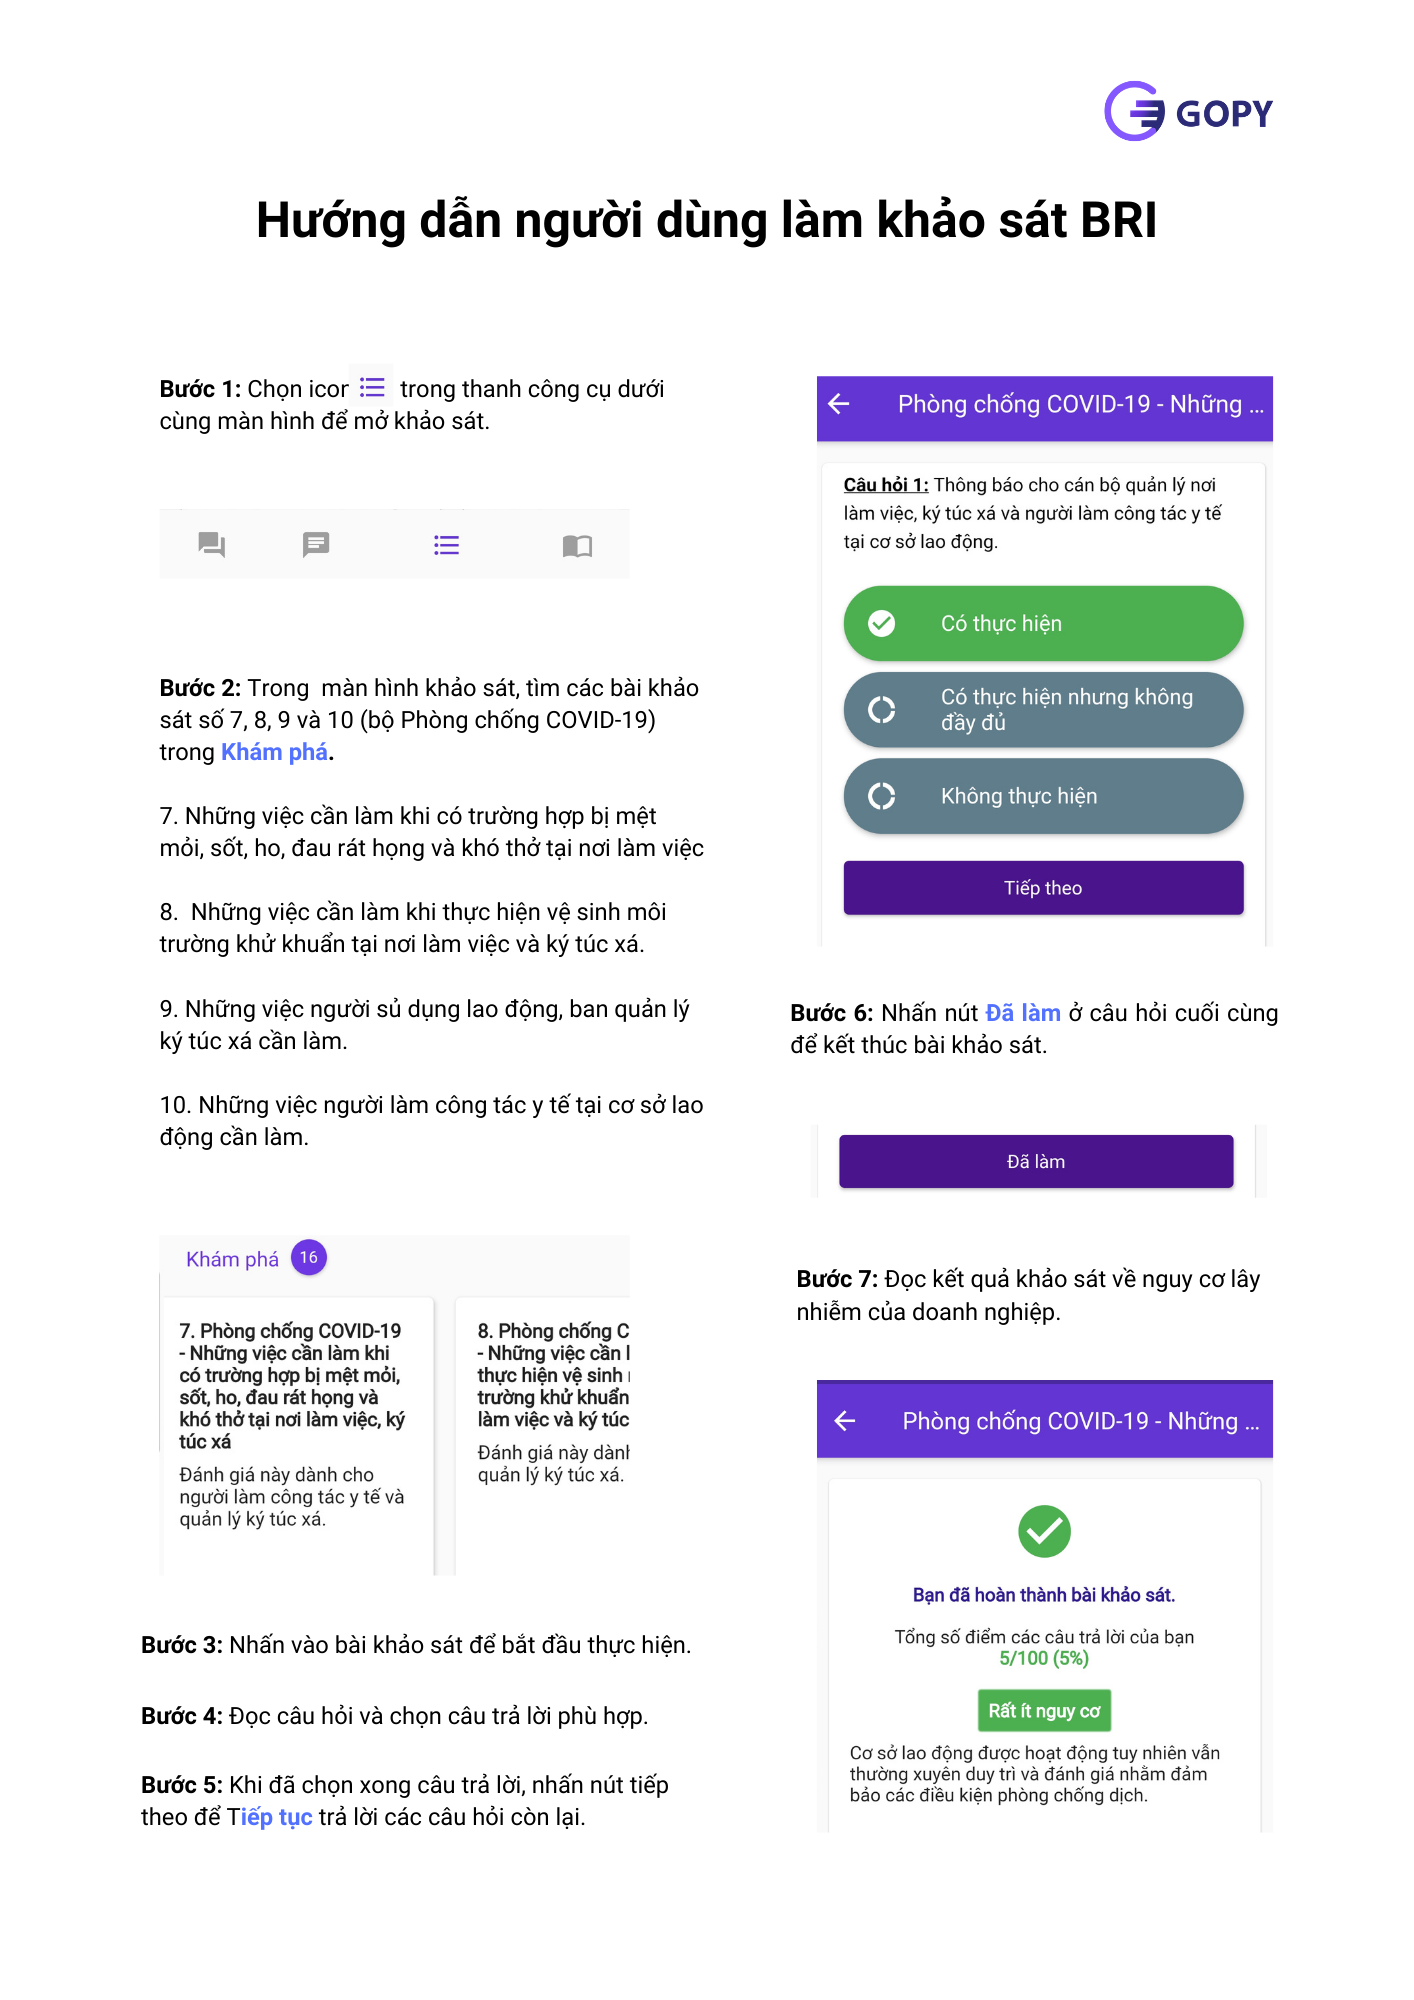 GOPY
Hướng dẫn người dùng làm khảo sát BRI
Bước 1: Chọn icon trong thanh công cụ dưới
cùng màn hình để mở khảo sát.
Bước 2: Trong  màn hình khảo sát, tìm các bài khảo
sát số 7, 8, 9 và 10 (bộ Phòng chống COVID-19)
trong Khám phá.
7. Những việc cần làm khi có trường hợp bị mệt
mỏi, sốt, ho, đau rát họng và khó thở tại nơi làm việc
8.  Những việc cần làm khi thực hiện vệ sinh môi
trường khử khuẩn tại nơi làm việc và ký túc xá.
9. Những việc người sủ dụng lao động, ban quản lý
ký túc xá cần làm.
10. Những việc người làm công tác y tế tại cơ sở lao
động cần làm.
Khám phá 16
7. Phòng chống COVID-19
- Những việc cần làm khi
có trường hợp bị mệt mỏi,
sốt, ho, đau rát họng và
khó thở tại nơi làm việc, ký
túc xá
Đánh giá này dành cho
người làm công tác y tế và
quản lý ký túc xá.
8. Phòng chống C
- Những việc cần l
thực hiện vệ sinh
trường khử khuẩn
làm việc và ký túc
Đánh giá này dành
quản lý ký túc xá.
Bước 3: Nhấn vào bài khảo sát để bắt đầu thực hiện.
Bước 4: Đọc câu hỏi và chọn câu trả lời phù hợp.
Bước 5: Khi đã chọn xong câu trả lời, nhấn nút tiếp
theo để Tiếp tục trả lời các câu hỏi còn lại.
Phòng chống COVID-19 - Những ...
Câu hỏi 1: Thông báo cho cán bộ quản lý nơi
làm việc, ký túc xá và người làm công tác y tế
tại cơ sở lao động.
Có thực hiện
Có thực hiện nhưng không
đầy đủ
Không thực hiện
Tiếp theo
Bước 6: Nhấn nút Đã làm ở câu hỏi cuối cùng
để kết thúc bài khảo sát.
Đã làm
Bước 7: Đọc kết quả khảo sát về nguy cơ lây
nhiễm của doanh nghiệp.
Phòng chống COVID-19 - Những ...
Bạn đã hoàn thành bài khảo sát.
Tổng số điểm các câu trả lời của bạn
5/100 (5%)
Rất ít nguy cơ
Cơ sở lao động được hoạt động tuy nhiên vẫn
thường xuyên duy trì và đánh giá nhằm đảm
bảo các điều kiện phòng chống dịch.